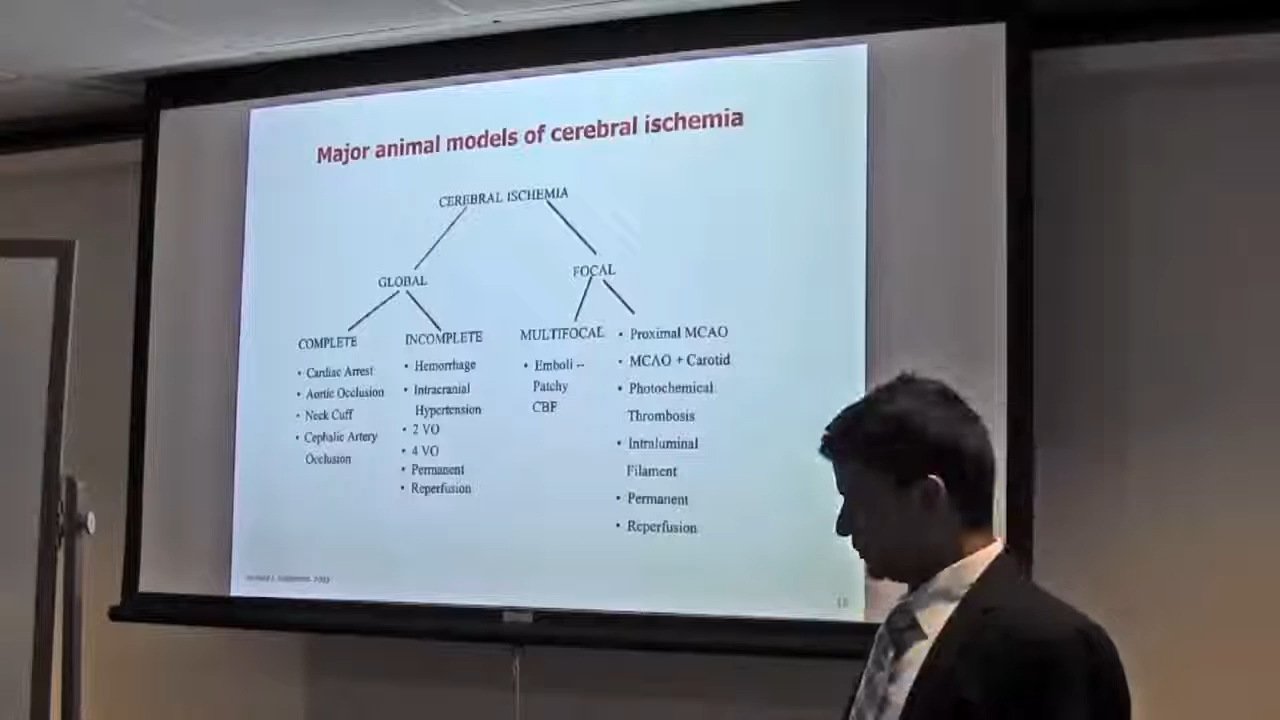 Major animal models of cerebral ischemia
CEREBRAL ISCHEMIA
GLOBAL
FOCAL
COMPLETE
• Cardiac Arrest
• Aortic Occlusion
• Neck Cuff
• Cephalic Artery
Occlusion
INCOMPLETE
• Hemorrhage
• Intracranial
Hypertension
• 2 VO
• 4 VO
• Permanent
• Reperfusion
MULTIFOCAL
• Emboli --
Patchy
CBF
• Proximal MCAO
• MCAO + Carotid
• Photochemical
Thrombosis
• Intraluminal
Filament
• Permanent
• Reperfusion